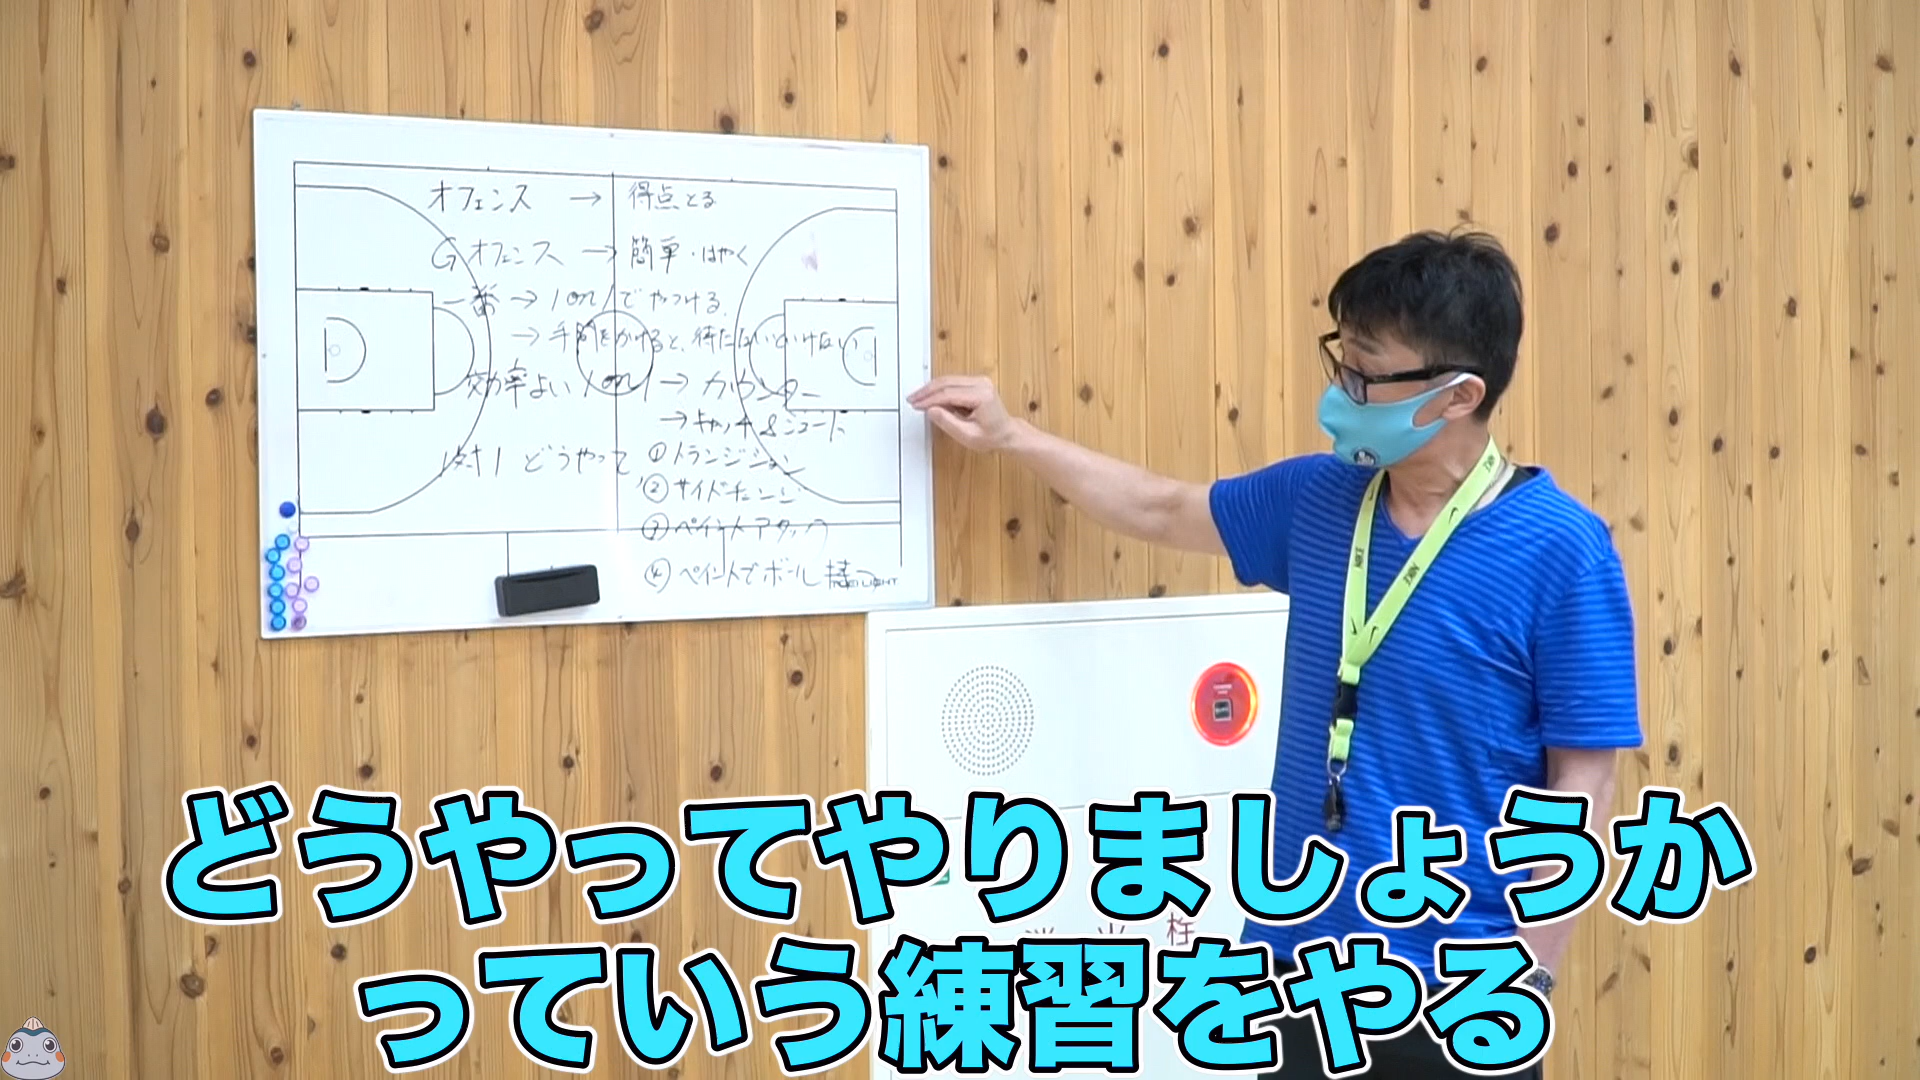 オフェンス → 得点とる
Gオフェンス → 簡単・はやく
一番 → 1on1でやっつける
→ 手間をかけると、待たないといけない
効率よい 1on1 → カウンター
→ キャッチ&シュート
1対1 どうやって ①トランジション
②サイドチェンジ
③ペイントアタック
④ペイントでボール持つ
NIKE
栓
どうやってやりましょうか
っていう練習をやる